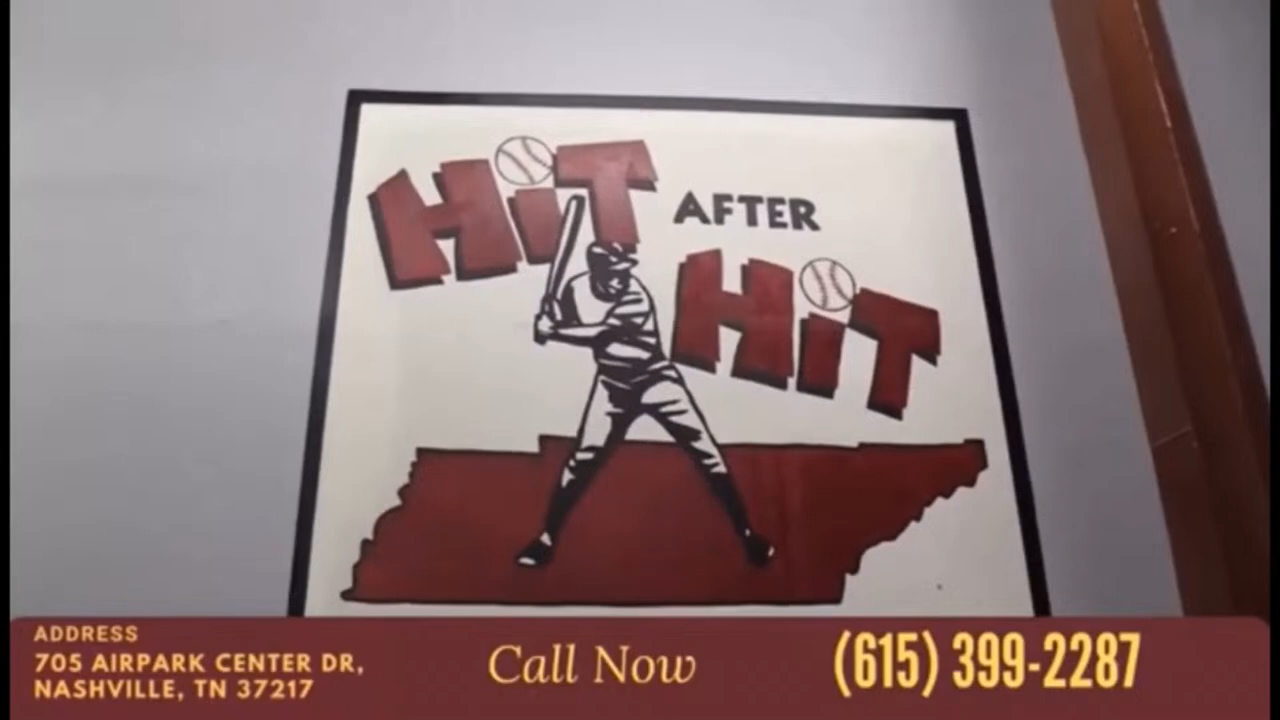 HiT
AFTER
HiT
ADDRESS
705 AIRPARK CENTER DR,
NASHVILLE, TN 37217
Call Now
(615) 399-2287